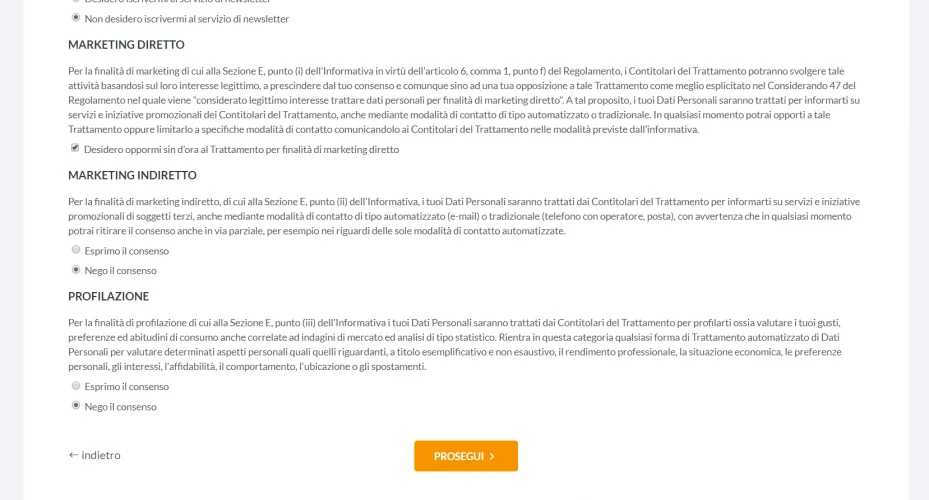 Desidero iscrivermi al servizio di newsletter
Non desidero iscrivermi al servizio di newsletter
MARKETING DIRETTO
Per la finalità di marketing di cui alla Sezione E, punto (i) dell'Informativa in virtù dell'articolo 6, comma 1, punto f) del Regolamento, i Contitolari del Trattamento potranno svolgere tale
attività basandosi sul loro interesse legittimo, a prescindere dal tuo consenso e comunque sino ad una tua opposizione a tale Trattamento come meglio esplicitato nel Considerando 47 del
Regolamento nel quale viene "considerato legittimo interesse trattare dati personali per finalità di marketing diretto". A tal proposito, i tuoi Dati Personali saranno trattati per informarti su
servizi e iniziative promozionali dei Contitolari del Trattamento, anche mediante modalità di contatto di tipo automatizzato o tradizionale. In qualsiasi momento potrai opporti a tale
Trattamento oppure limitarlo a specifiche modalità di contatto comunicandolo ai Contitolari del Trattamento nelle modalità previste dall'informativa.
Desidero oppormi sin d'ora al Trattamento per finalità di marketing diretto
MARKETING INDIRETTO
Per la finalità di marketing indiretto, di cui alla Sezione E, punto (ii) dell'Informativa, i tuoi Dati Personali saranno trattati dai Contitolari del Trattamento per informarti su servizi e iniziative
promozionali di soggetti terzi, anche mediante modalità di contatto di tipo automatizzato (e-mail) o tradizionale (telefono con operatore, posta), con avvertenza che in qualsiasi momento
potrai ritirare il consenso anche in via parziale, per esempio nei riguardi delle sole modalità di contatto automatizzate.
Esprimo il consenso
Nego il consenso
PROFILAZIONE
Per la finalità di profilazione di cui alla Sezione E, punto (iii) dell'Informativa i tuoi Dati Personali saranno trattati dai Contitolari del Trattamento per profilarti ossia valutare i tuoi gusti,
preferenze ed abitudini di consumo anche correlate ad indagini di mercato ed analisi di tipo statistico. Rientra in questa categoria qualsiasi forma di Trattamento automatizzato di Dati
Personali per valutare determinati aspetti personali quali quelli riguardanti, a titolo esemplificativo e non esaustivo, il rendimento professionale, la situazione economica, le preferenze
personali, gli interessi, l'affidabilità, il comportamento, l'ubicazione o gli spostamenti.
Esprimo il consenso
Nego il consenso
← indietro
PROSEGUI >